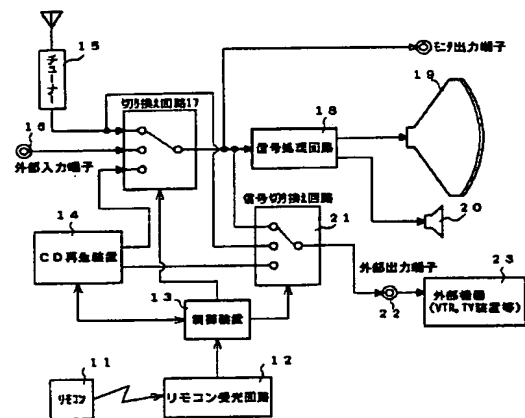 15
チューナー
切り換え回路17
モニタ出力端子
19
16
外部入力端子
18
信号処理回路
14
CD再生装置
信号切り換え回路
21
20
外部出力端子
23
22
外部機器
(VTR,TV装置等)
13
制御装置
11
リモコン
12
リモコン受光回路